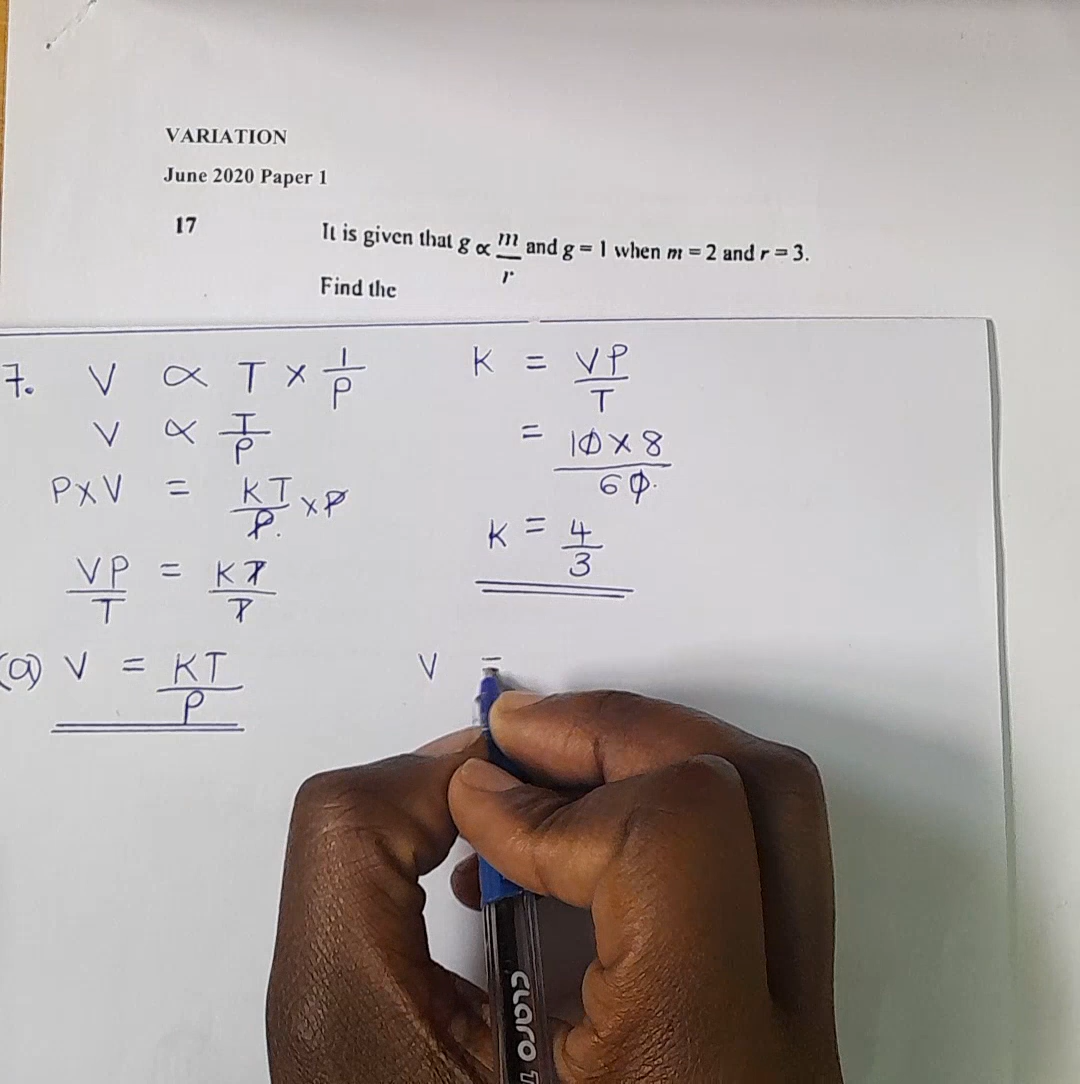 VARIATION
June 2020 Paper 1
17 It is given that g ∝ m/r and g = 1 when m = 2 and r = 3.
Find the
7. V ∝ T × 1/P
V ∝ T/P
P×V = KT/P. ×P
VP/T = KT/T
(a) V = KT/P
K = VP/T
= 10×8/60.
K = 4/3
V =
CLARO T